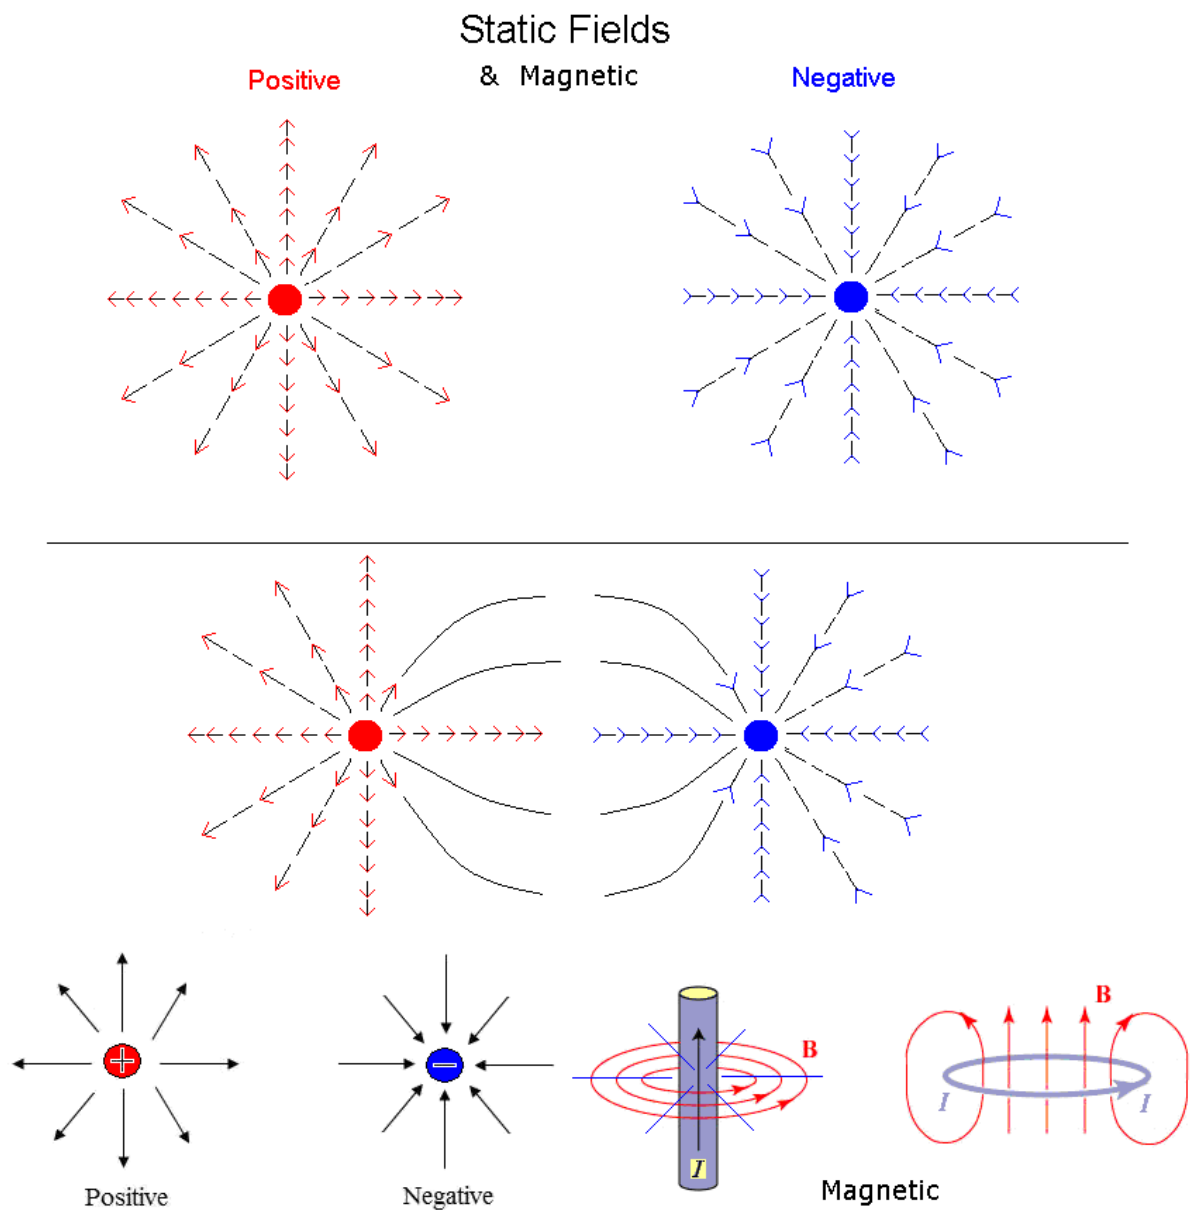 Static Fields
Positive
& Magnetic
Negative
+
−
B
I
B
I
I
Positive
Negative
Magnetic